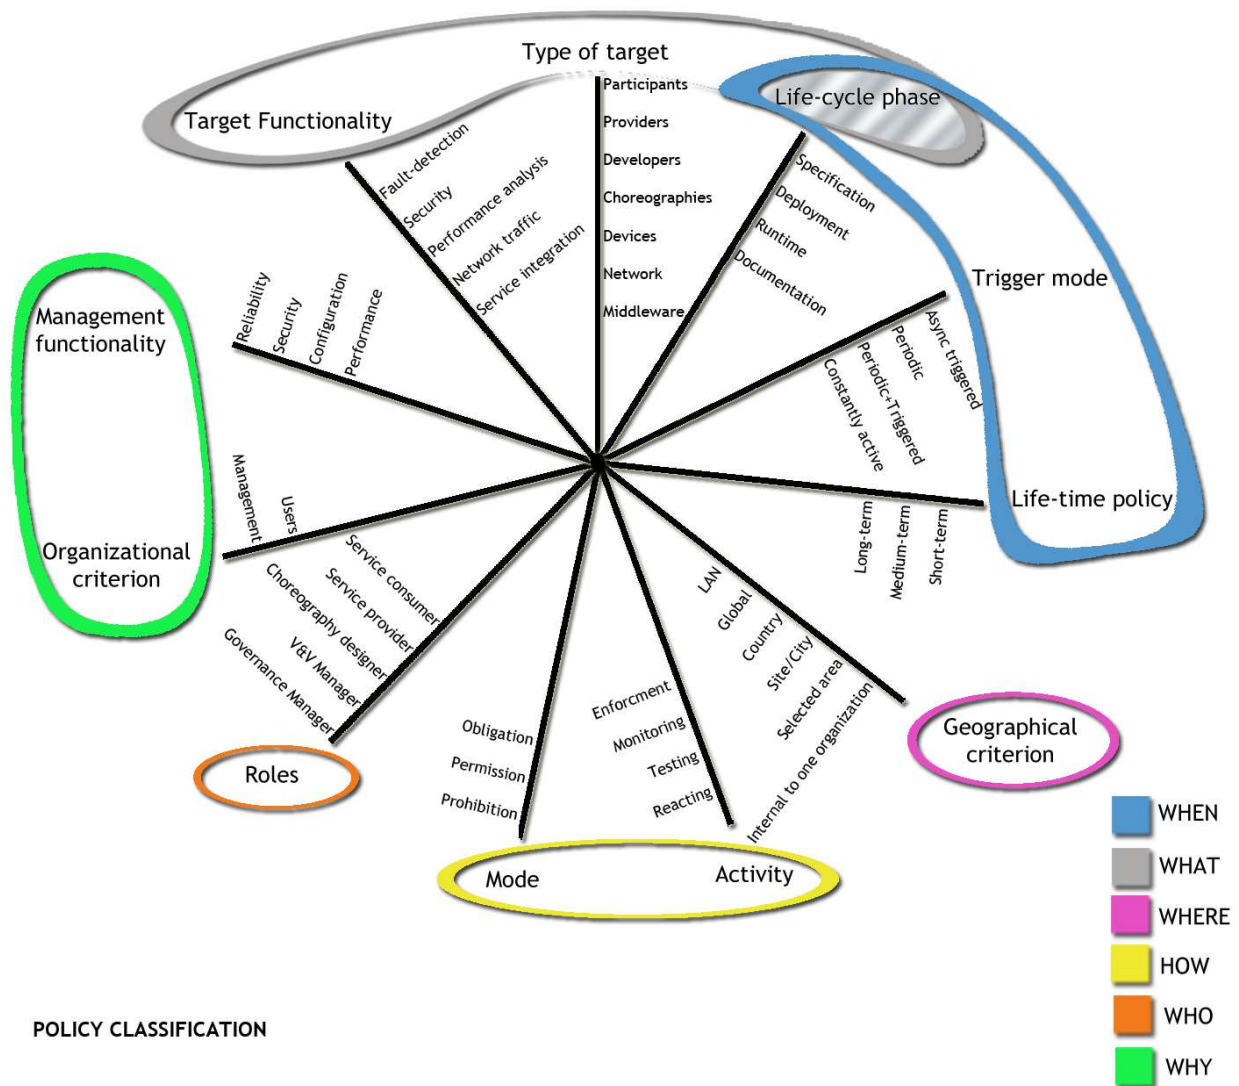 Type of target
Participants
Providers
Developers
Choreographies
Devices
Network
Middleware
Life-cycle phase
Specification
Deployment
Runtime
Documentation
Trigger mode
Async triggered
Periodic
Periodic+Triggered
Constantly active
Life-time policy
Short-term
Medium-term
Long-term
Geographical
criterion
LAN
Global
Country
Site/City
Selected area
Internal to one organization
Activity
Enforcment
Monitoring
Testing
Reacting
Mode
Obligation
Permission
Prohibition
Roles
Service consumer
Service provider
Choreography designer
V&V Manager
Governance Manager
Organizational
criterion
Management
Users
Management
functionality
Reliability
Security
Configuration
Performance
Target Functionality
Fault-detection
Security
Performance analysis
Network traffic
Service integration
WHEN
WHAT
WHERE
HOW
WHO
WHY
POLICY CLASSIFICATION